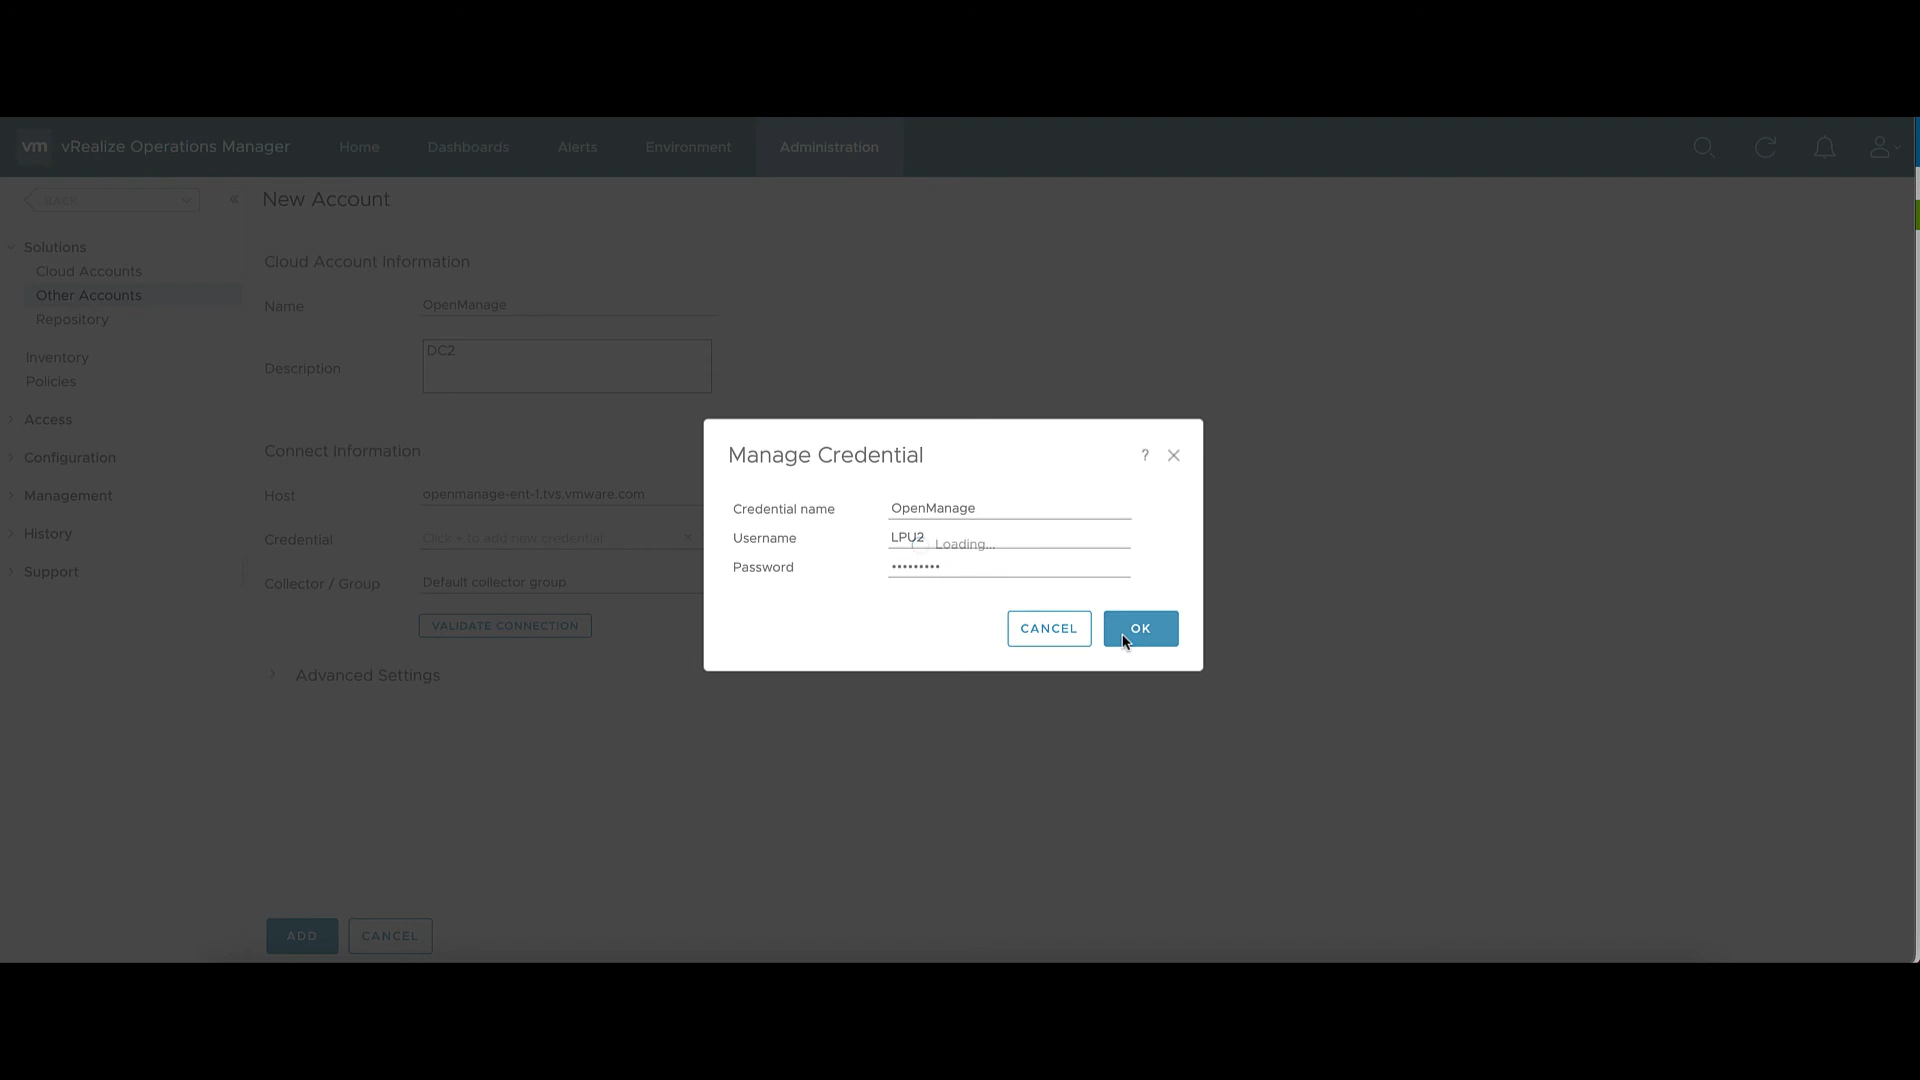 vm vRealize Operations Manager Home Dashboards Alerts Environment Administration
BACK
New Account
Solutions
Cloud Accounts
Other Accounts
Repository
Inventory
Policies
Access
Configuration
Management
History
Support
Cloud Account Information
Name OpenManage
Description DC2
Connect Information
Host openmanage-ent-1.tvs.vmware.com
Credential Click + to add new credential
Collector / Group Default collector group
VALIDATE CONNECTION
Advanced Settings
Manage Credential ?
Credential name OpenManage
Username LPU2
Loading...
Password •••••••••
CANCEL OK
ADD CANCEL